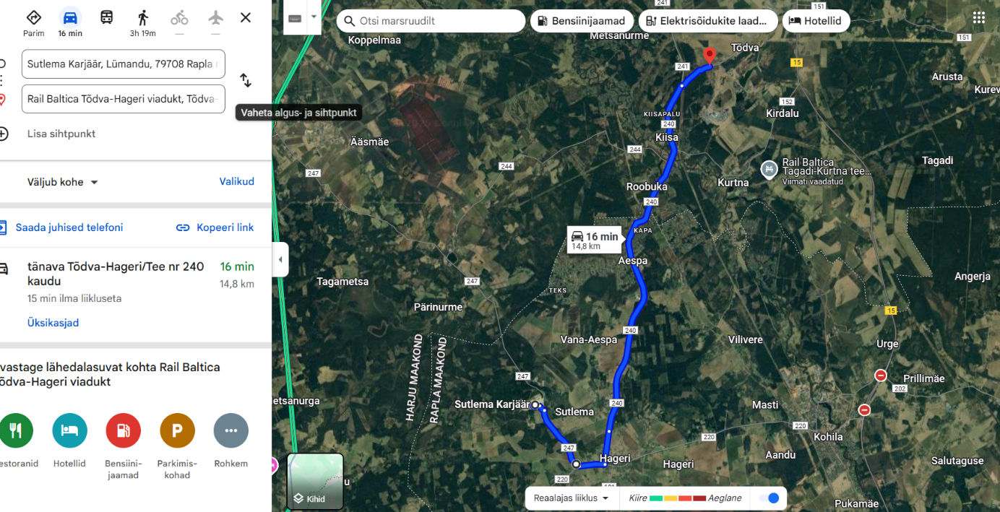 Parim
16 min
3h 19m
—
—
Sutlema Karjäär, Lümandu, 79708 Rapla
Rail Baltica Tõdva-Hageri viadukt, Tõdva-
Vaheta algus- ja sihtpunkt
Lisa sihtpunkt
Väljub kohe
Valikud
Saada juhised telefoni
Kopeeri link
tänava Tõdva-Hageri/Tee nr 240
kaudu
16 min
14,8 km
15 min ilma liikluseta
Üksikasjad
vastage lähedalasuvat kohta Rail Baltica
õdva-Hageri viadukt
estoranid
Hotellid
Bensiini-
jaamad
P
Parkimis-
kohad
Rohkem
Otsi marsruudilt
Bensiinijaamad
Elektrisõidukite laad...
Hotellid
241
151
Metsanurme
Koppelmaa
151
Tõdva
15
241
Arusta
Kurev
152
Kirdalu
KIISAPALU
240
Kiisa
Ääsmäe
244
244
247
Tagadi
Rail Baltica
Tagadi-Kurtna tee...
Viimati vaadatud
Kurtna
Roobuka
240
KAPA
16 min
14,8 km
Aespa
Angerja
Tagametsa
247
TEKS
Pärinurme
15
240
Vana-Aespa
Vilivere
Urge
HARJU MAAKOND
RAPLA MAAKOND
247
Prillimäe
202
etsanurga
Sutlema Karjäär
Sutlema
240
Masti
220
Kohila
220
247
Hageri
Hageri
Aandu
Salutaguse
220
u
Kihid
Reaalajas liiklus
Kiire
Aeglane
Pukamäe